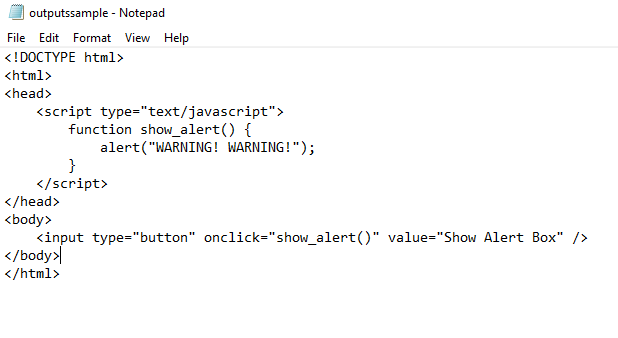 outputssample - Notepad
File Edit Format View Help
<!DOCTYPE html>
<html>
<head>
    <script type="text/javascript">
        function show_alert() {
            alert("WARNING! WARNING!");
        }
    </script>
</head>
<body>
    <input type="button" onclick="show_alert()" value="Show Alert Box" />
</body>
</html>